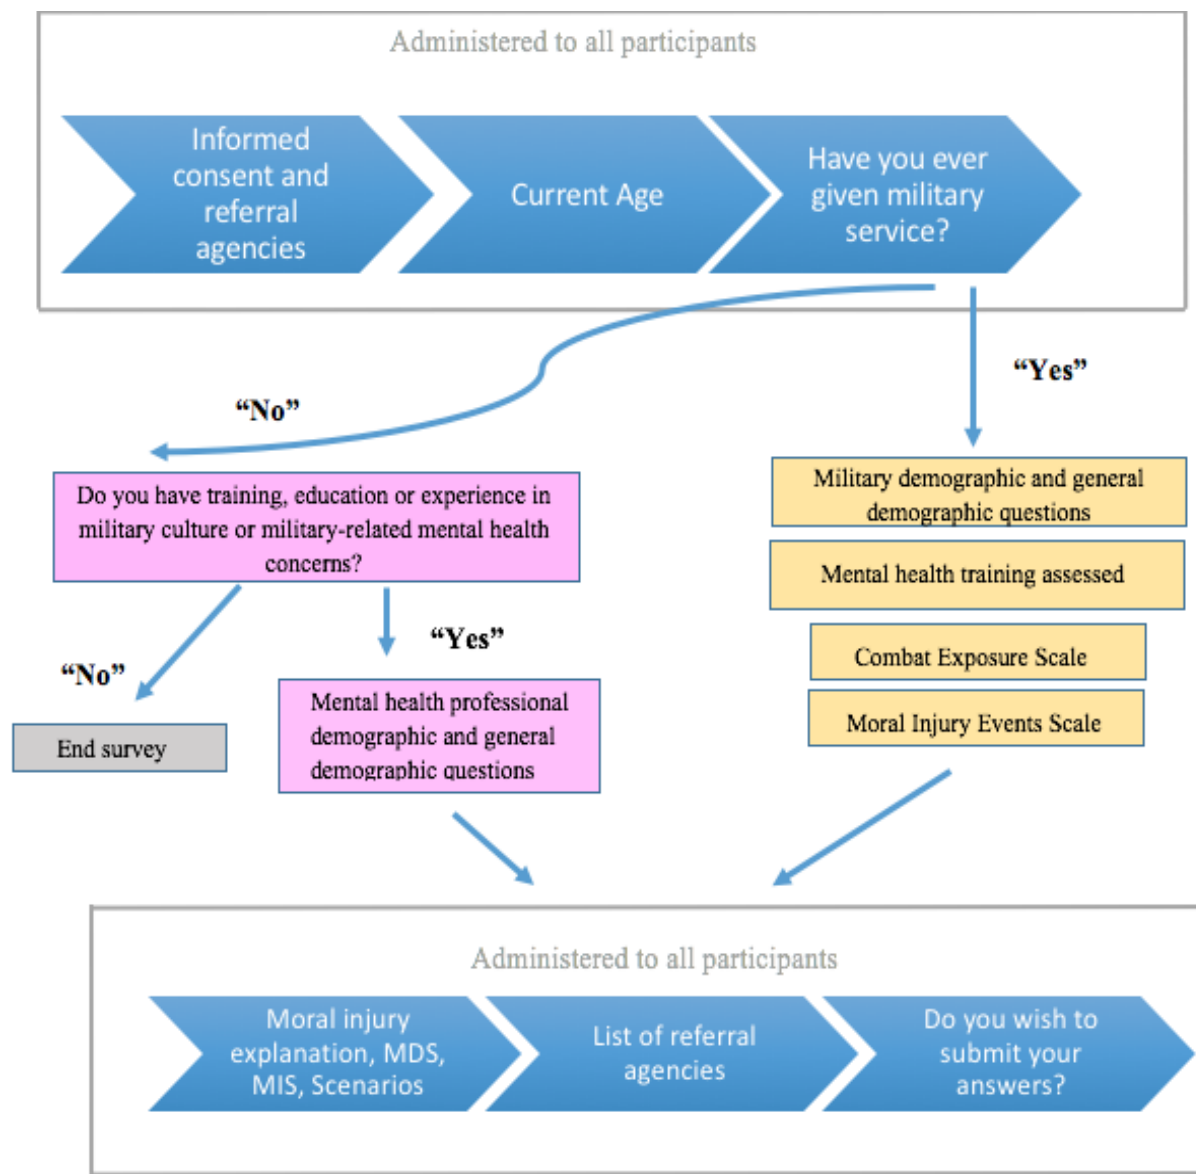 Administered to all participants
Informed
consent and
referral
agencies
Current Age
Have you ever
given military
service?
“Yes”
“No”
Do you have training, education or experience in
military culture or military-related mental health
concerns?
Military demographic and general
demographic questions
Mental health training assessed
“Yes”
Combat Exposure Scale
“No”
Mental health professional
demographic and general
demographic questions
Moral Injury Events Scale
End survey
Administered to all participants
Moral injury
explanation, MDS,
MIS, Scenarios
List of referral
agencies
Do you wish to
submit your
answers?